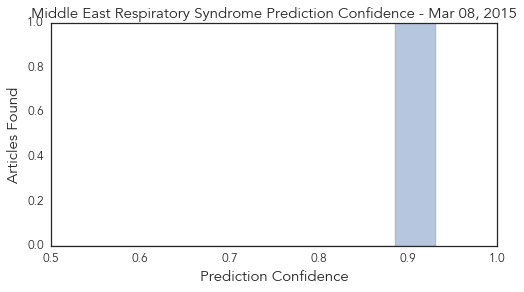 Middle East Respiratory Syndrome Prediction Confidence - Mar 08, 2015
1.0
0.8
0.6
0.4
0.2
0.0
Articles Found
0.5 0.6 0.7 0.8 0.9 1.0
Prediction Confidence